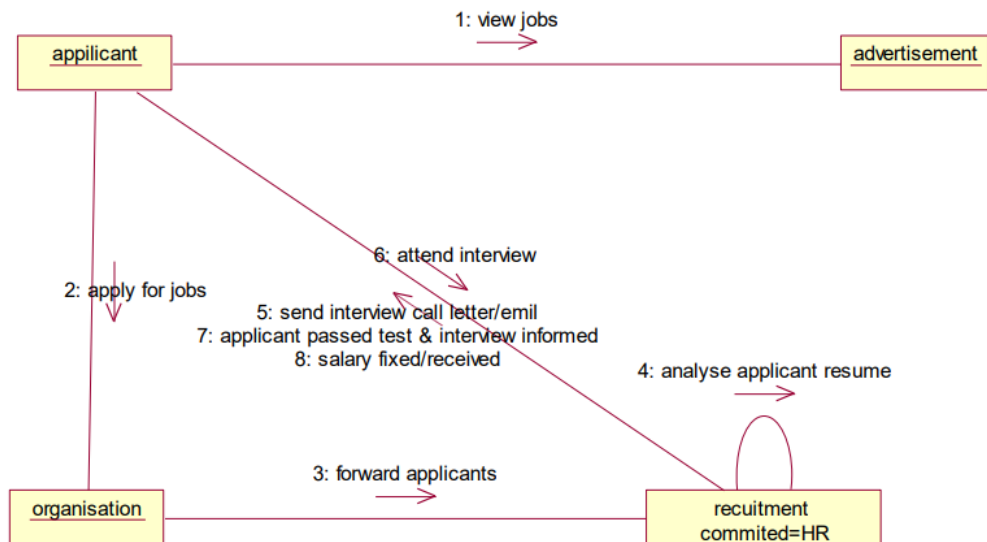 1: view jobs
appilicant
advertisement
6: attend interview
2: apply for jobs
5: send interview call letter/emil
7: applicant passed test & interview informed
8: salary fixed/received
4: analyse applicant resume
3: forward applicants
organisation
recuitment
commited=HR